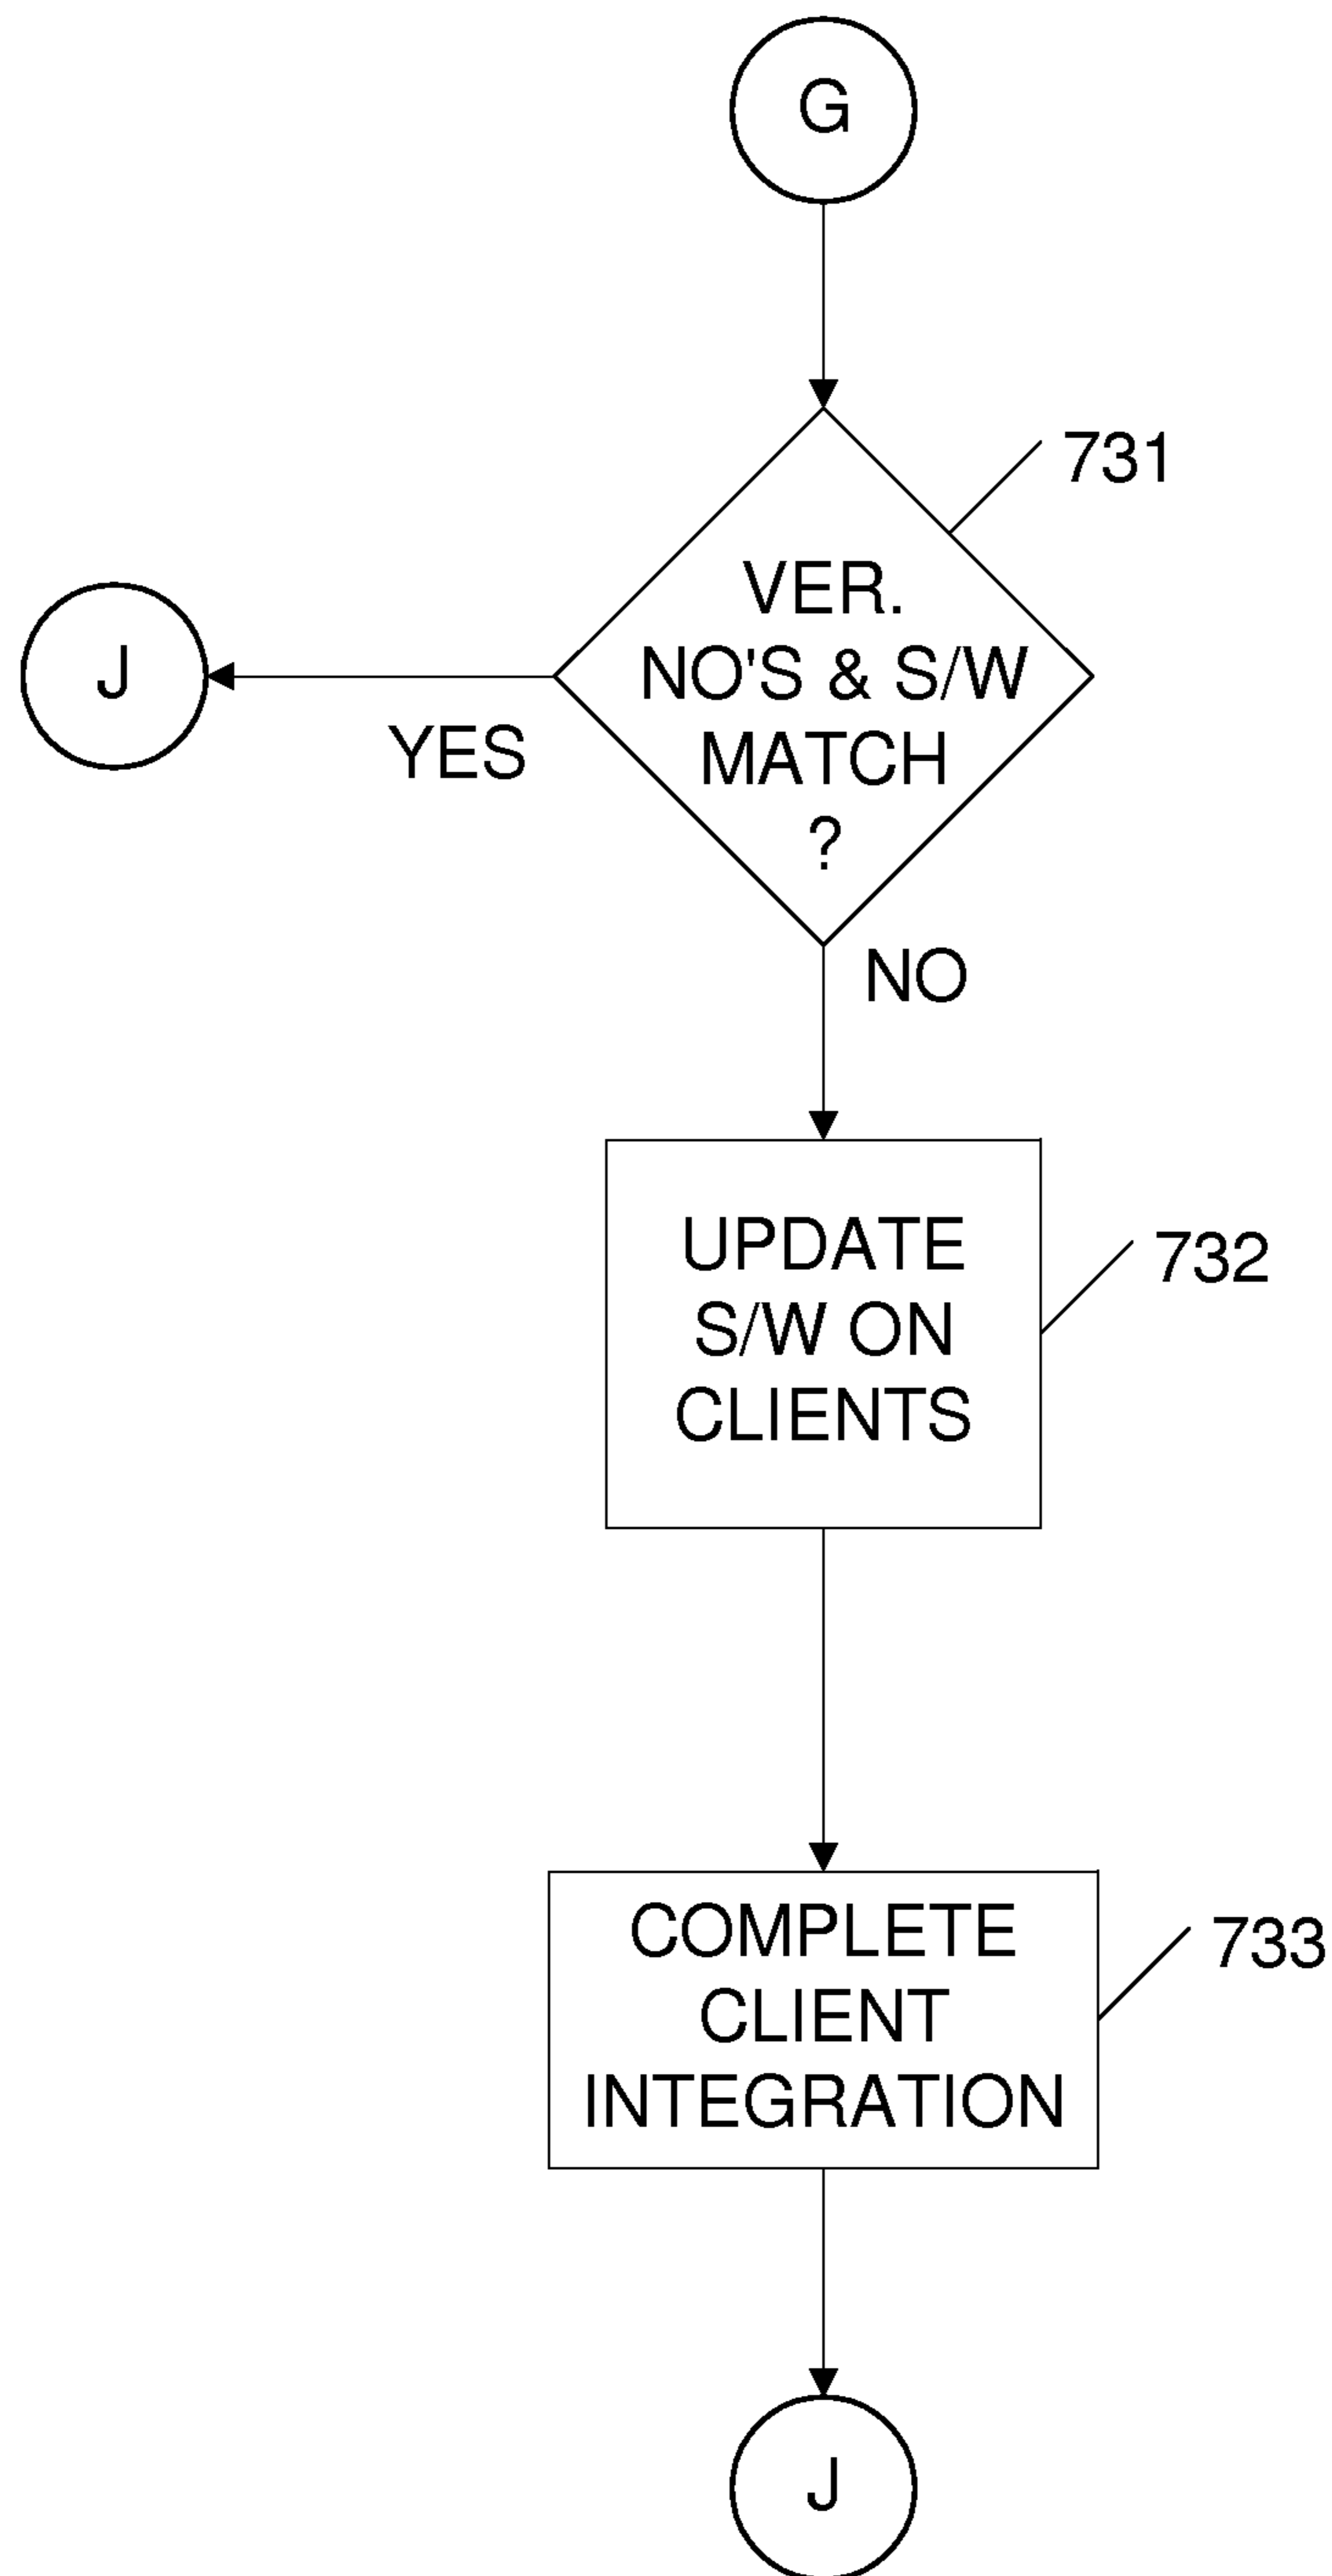 G
731
VER.
NO'S & S/W
MATCH
?
J
YES
NO
UPDATE
S/W ON
CLIENTS
732
COMPLETE
CLIENT
INTEGRATION
733
J